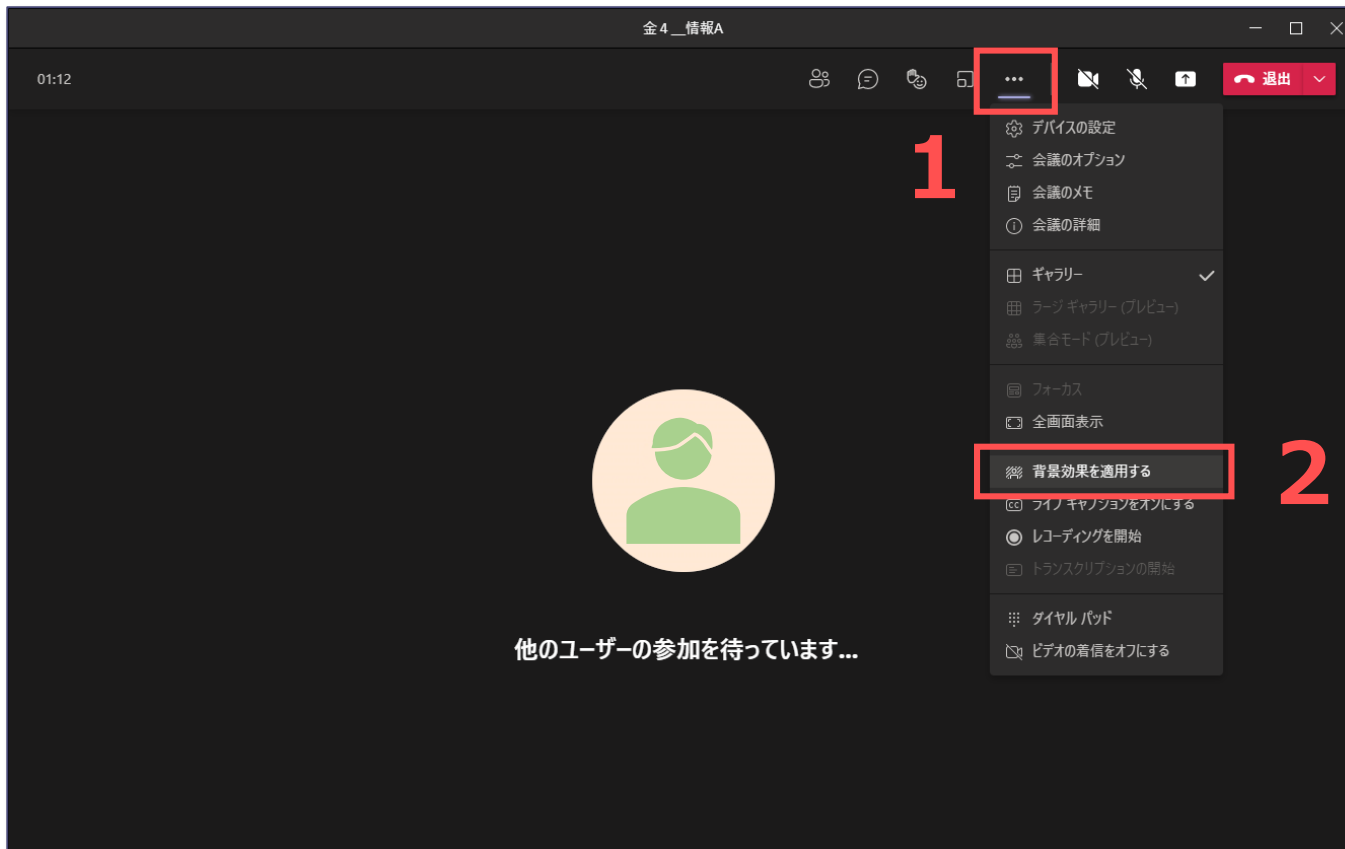 金4__情報A
01:12
退出
1
デバイスの設定
会議のオプション
会議のメモ
会議の詳細
ギャラリー
ラージ ギャラリー (プレビュー)
集合モード (プレビュー)
フォーカス
全画面表示
背景効果を適用する
2
ライブ キャプションをオンにする
レコーディングを開始
トランスクリプションの開始
ダイヤル パッド
ビデオの着信をオフにする
他のユーザーの参加を待っています...